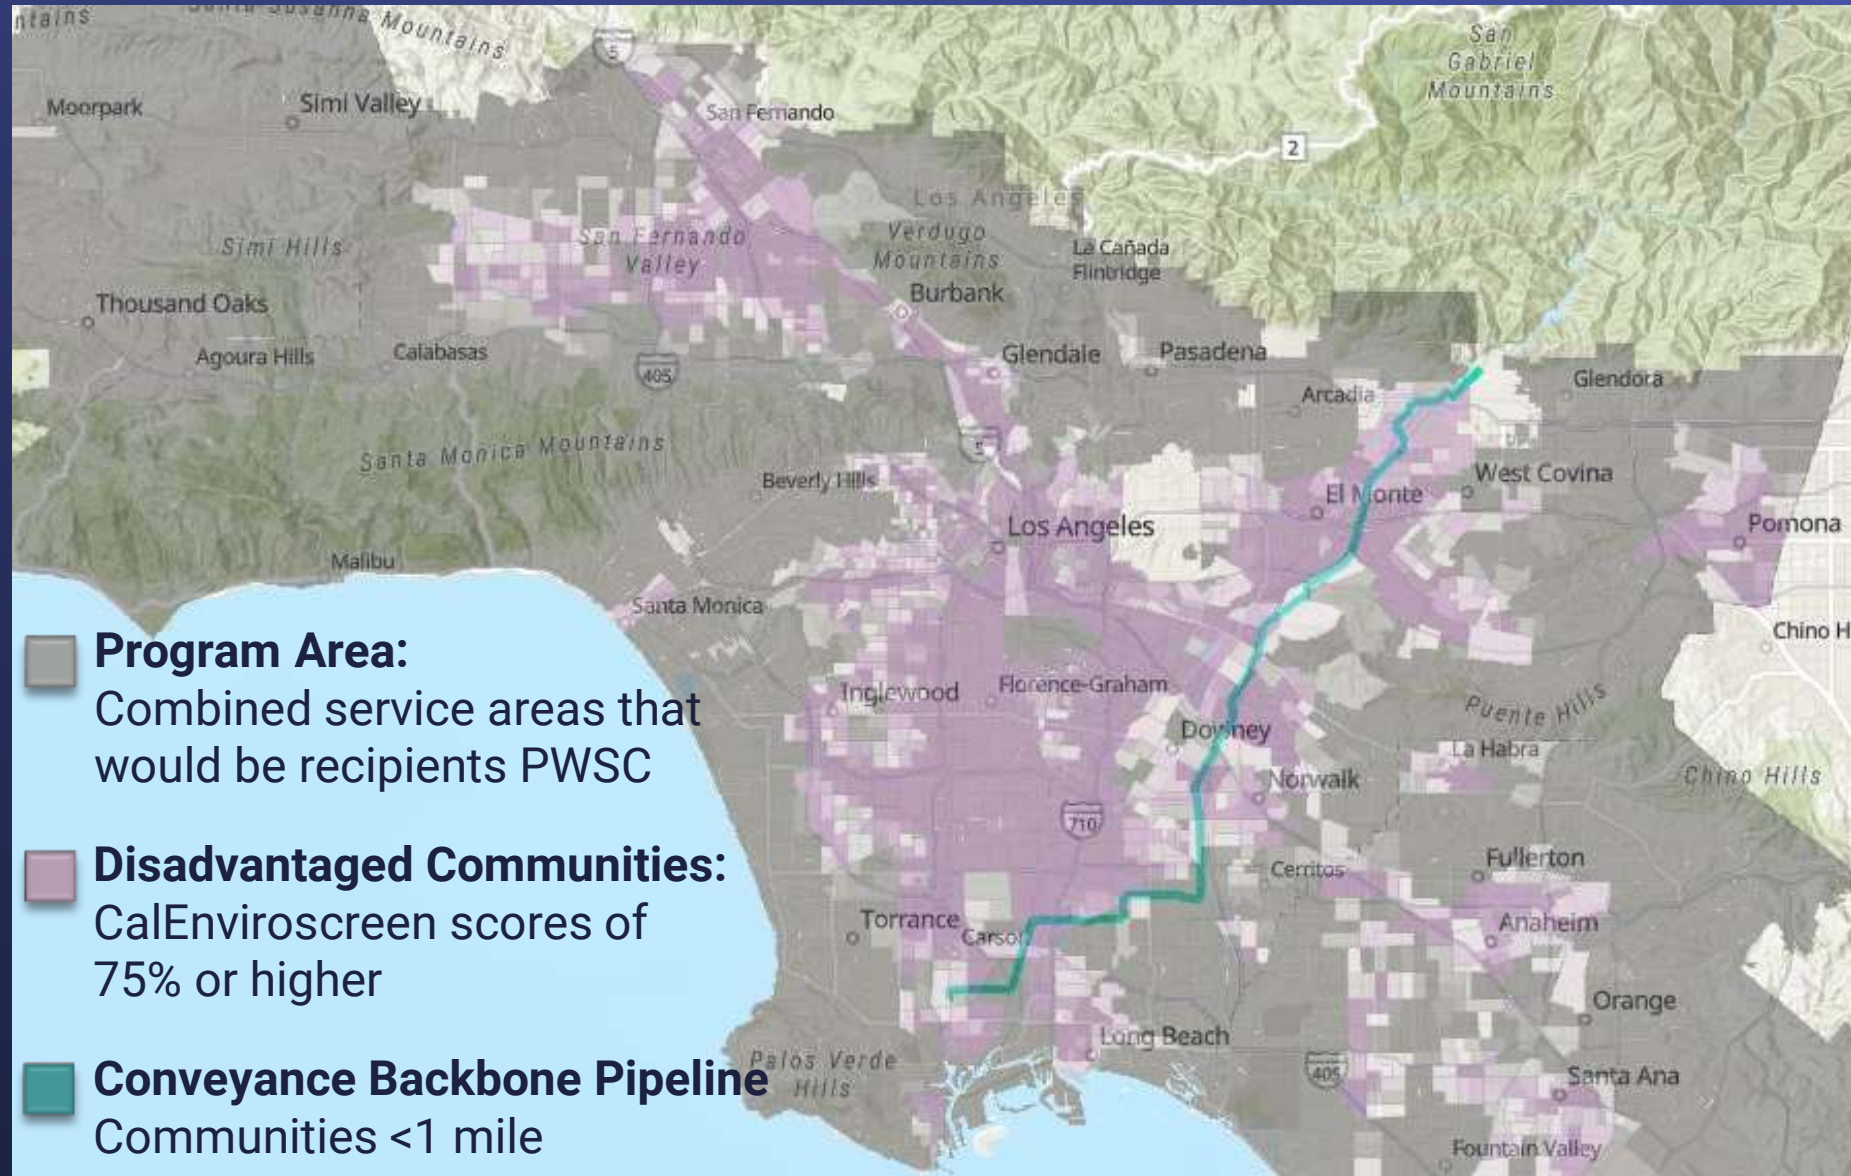 ntains
Santa Susanna Mountains
San
Gabriel
Mountains
5
Moorpark
Simi Valley
San Fernando
2
Los Angeles
Simi Hills
San Fernando
Valley
Verdugo
Mountains
La Cañada
Flintridge
Thousand Oaks
Burbank
Agoura Hills
Calabasas
405
Glendale
Pasadena
Arcadia
Glendora
Santa Monica Mountains
5
Beverly Hills
El Monte
West Covina
Los Angeles
Pomona
Malibu
Santa Monica
Chino H
Program Area:
Combined service areas that
would be recipients PWSC
Inglewood
Florence-Graham
Puente Hills
Downey
La Habra
Norwalk
Chino Hills
710
Disadvantaged Communities:
CalEnviroscreen scores of
75% or higher
Cerritos
Fullerton
Torrance
Carson
Anaheim
Orange
Long Beach
Palos Verde
Hills
405
Santa Ana
Conveyance Backbone Pipeline
Communities <1 mile
Fountain Valley